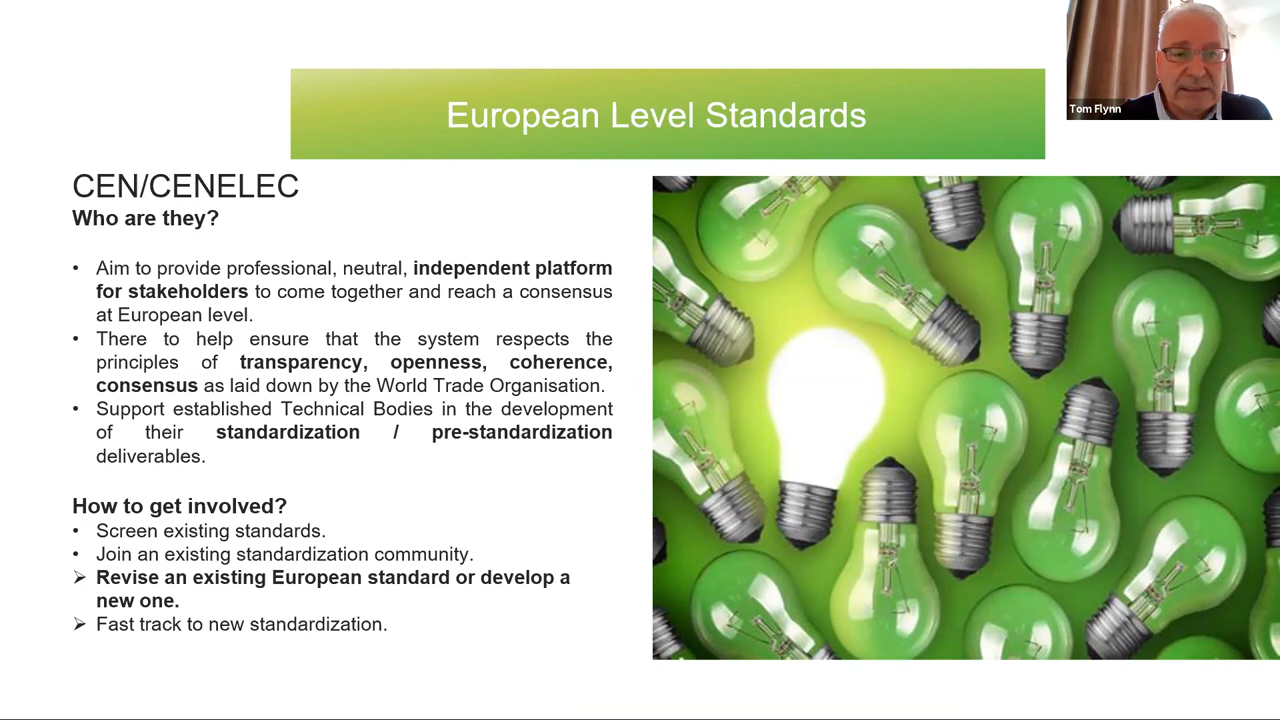 European Level Standards
Tom Flynn
CEN/CENELEC
Who are they?
• Aim to provide professional, neutral, independent platform
for stakeholders to come together and reach a consensus
at European level.
• There to help ensure that the system respects the
principles of transparency, openness, coherence,
consensus as laid down by the World Trade Organisation.
• Support established Technical Bodies in the development
of their standardization / pre-standardization
deliverables.
How to get involved?
• Screen existing standards.
• Join an existing standardization community.
➢ Revise an existing European standard or develop a
new one.
➢ Fast track to new standardization.